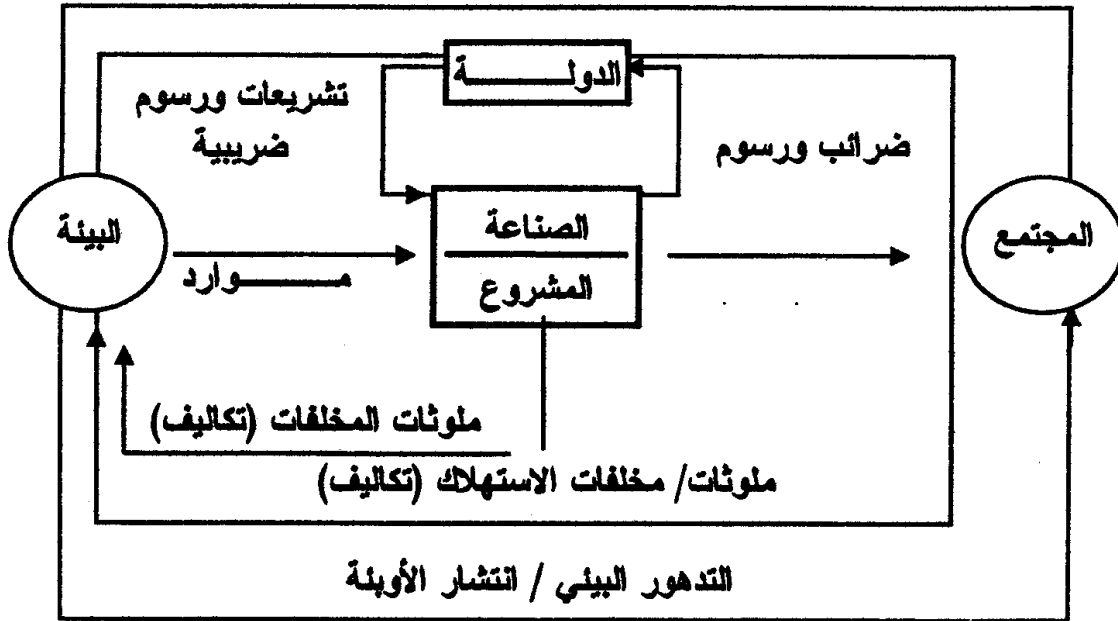 الدولـــــــــة
تشريعات ورسوم
ضريبية
ضرائب ورسوم
البيئة
الصناعة
المشروع
المجتمع
مــــــوارد
ملوثات المخلفات (تكاليف)
ملوثات/ مخلفات الاستهلاك (تكاليف)
التدهور البيئي / انتشار الأوبئة